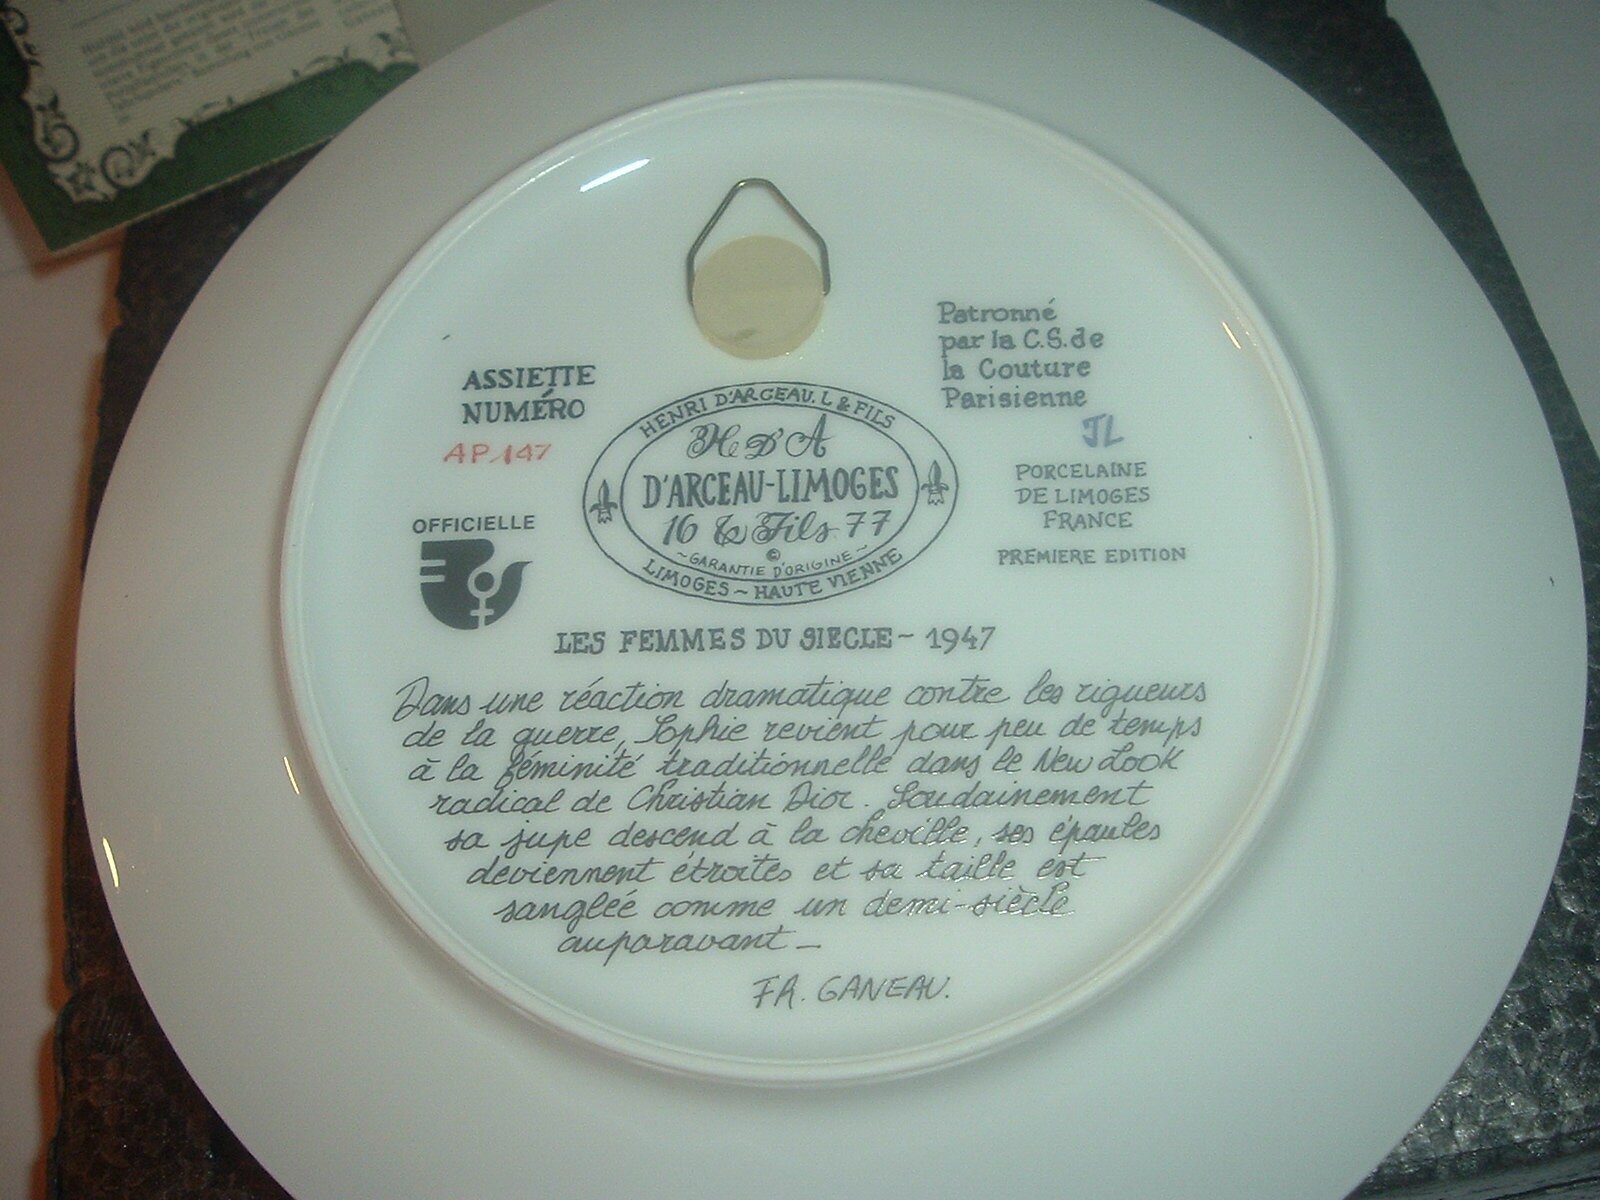 ASSIETTE
NUMÉRO
AP.147
OFFICIELLE
HENRI D'ARCEAU. L & FILS
H D' A
D'ARCEAU-LIMOGES
16 & Fils 77
©
~GARANTIE D'ORIGINE~
LIMOGES ~ HAUTE VIENNE
Patronné
par la C.S. de
la Couture
Parisienne
JL
PORCELAINE
DE LIMOGES
FRANCE
PREMIERE EDITION
LES FEMMES DU SIECLE ~ 1947
Dans une réaction dramatique contre les rigueurs
de la guerre, Sophie revient pour peu de temps
à la féminité traditionnelle dans le New Look
radical de Christian Dior. Soudainement
sa jupe descend à la cheville, ses épaules
deviennent étroites et sa taille est
sanglée comme un demi-siècle
auparavant _
FR. GANEAU.